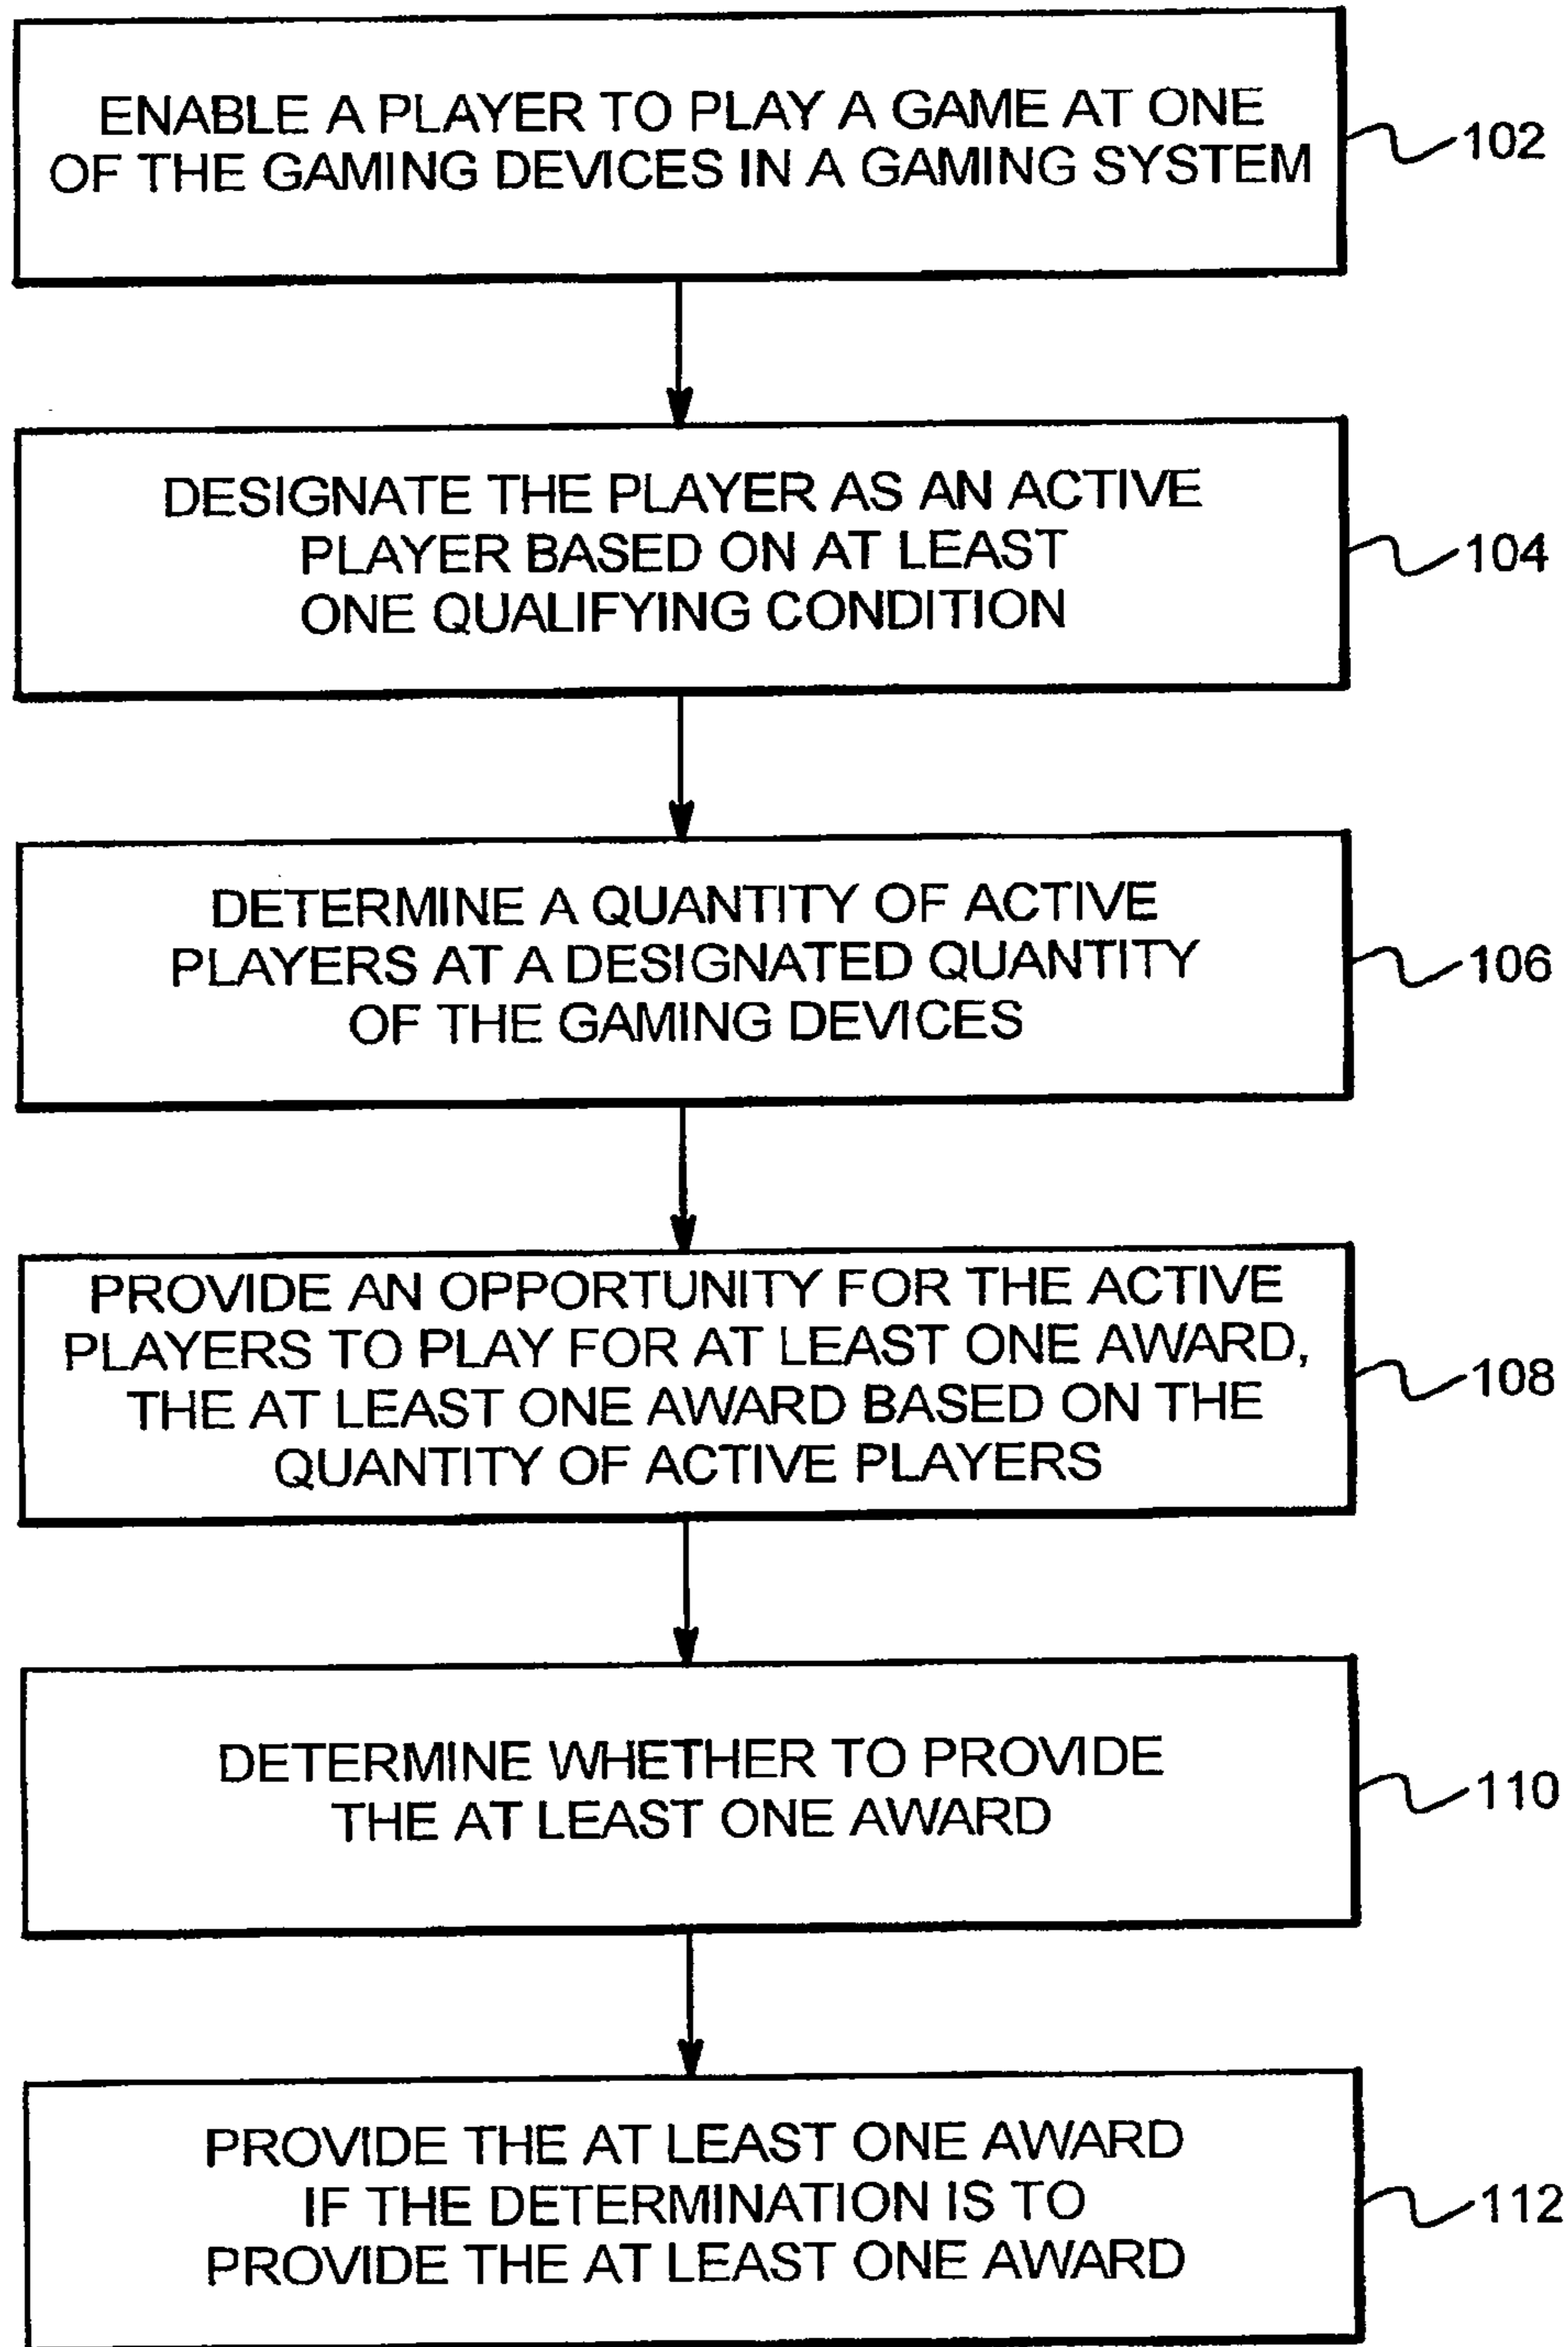 ENABLE A PLAYER TO PLAY A GAME AT ONE
OF THE GAMING DEVICES IN A GAMING SYSTEM
102
DESIGNATE THE PLAYER AS AN ACTIVE
PLAYER BASED ON AT LEAST
ONE QUALIFYING CONDITION
104
DETERMINE A QUANTITY OF ACTIVE
PLAYERS AT A DESIGNATED QUANTITY
OF THE GAMING DEVICES
106
PROVIDE AN OPPORTUNITY FOR THE ACTIVE
PLAYERS TO PLAY FOR AT LEAST ONE AWARD,
THE AT LEAST ONE AWARD BASED ON THE
QUANTITY OF ACTIVE PLAYERS
108
DETERMINE WHETHER TO PROVIDE
THE AT LEAST ONE AWARD
110
PROVIDE THE AT LEAST ONE AWARD
IF THE DETERMINATION IS TO
PROVIDE THE AT LEAST ONE AWARD
112